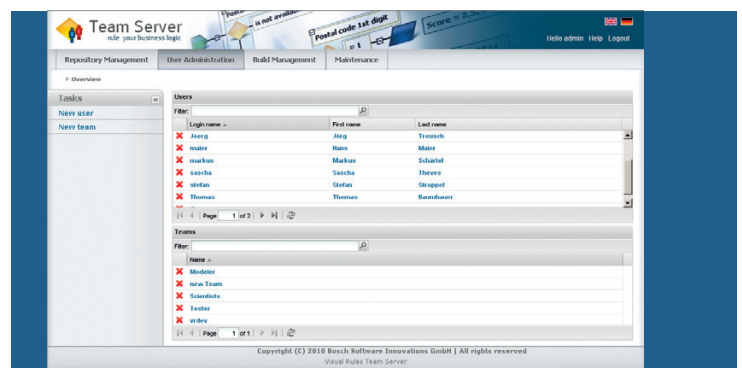 Team Server
rule your business logic
Postal
is not available
Postal code 1st digit
= 1
Score = 2.32
Hello admin Help Logout
Repository Management User Administration Build Management Maintenance
Overview
Tasks
New user
New team
Users
Filter:
Login name First name Last name
Joerg Jörg Treusch
maier Hans Maier
markus Markus Schärtel
sascha Sascha Theves
stefan Stefan Stroppel
Thomas Thomas Baumhauer
Page 1 of 2
Teams
Filter:
Name
Modeler
new Team
Scientists
Tester
vrdev
Page 1 of 1
Copyright (C) 2010 Bosch Software Innovations GmbH | All rights reserved
Visual Rules Team Server